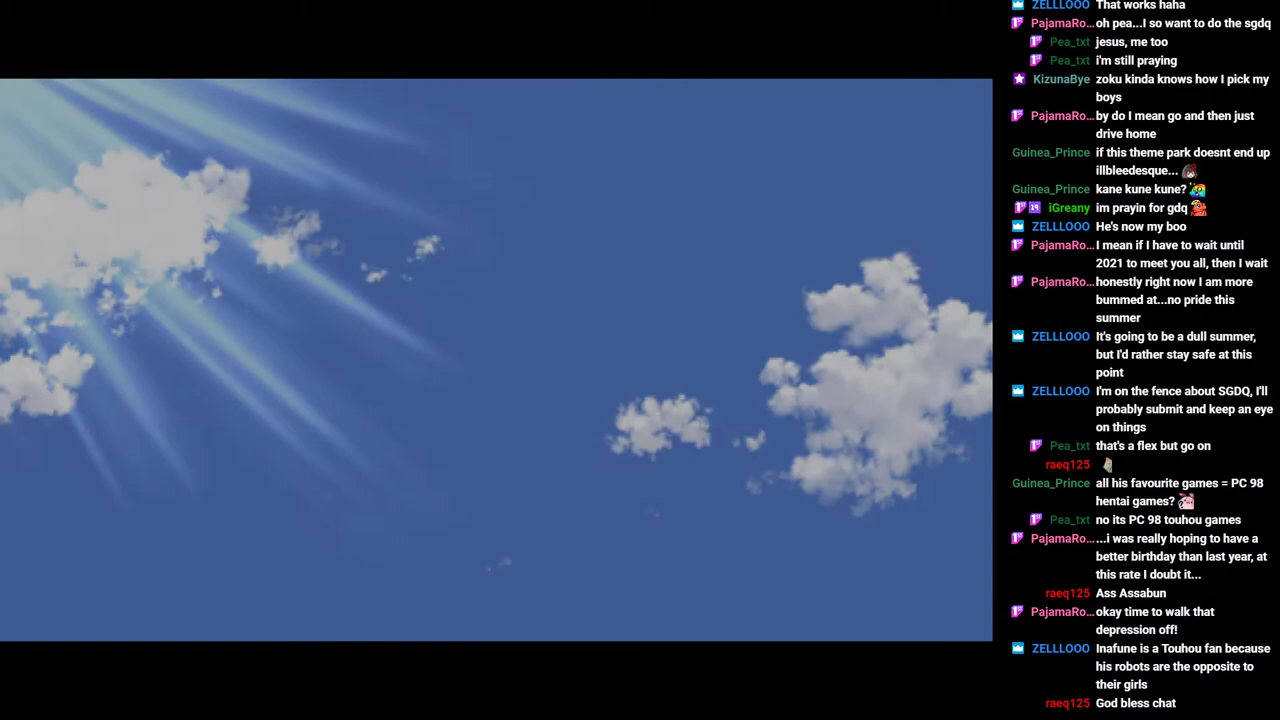 ZELLLOOO That works haha
PajamaRo... oh pea...I so want to do the sgdq
Pea_txt jesus, me too
Pea_txt i'm still praying
KizunaBye zoku kinda knows how I pick my
boys
PajamaRo... by do I mean go and then just
drive home
Guinea_Prince if this theme park doesnt end up
illbleedesque...
Guinea_Prince kane kune kune?
iGreany im prayin for gdq
ZELLLOOO He's now my boo
PajamaRo... I mean if I have to wait until
2021 to meet you all, then I wait
PajamaRo... honestly right now I am more
bummed at...no pride this
summer
ZELLLOOO It's going to be a dull summer,
but I'd rather stay safe at this
point
ZELLLOOO I'm on the fence about SGDQ, I'll
probably submit and keep an eye
on things
Pea_txt that's a flex but go on
raeq125
Guinea_Prince all his favourite games = PC 98
hentai games?
Pea_txt no its PC 98 touhou games
PajamaRo... ...i was really hoping to have a
better birthday than last year, at
this rate I doubt it...
raeq125 Ass Assabun
PajamaRo... okay time to walk that
depression off!
ZELLLOOO Inafune is a Touhou fan because
his robots are the opposite to
their girls
raeq125 God bless chat